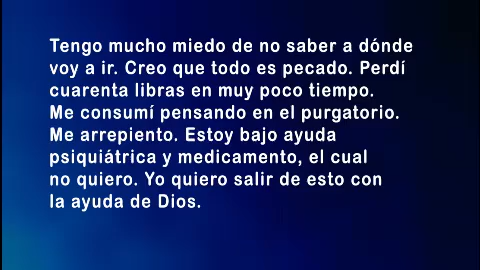 Tengo mucho miedo de no saber a dónde
voy a ir. Creo que todo es pecado. Perdí
cuarenta libras en muy poco tiempo.
Me consumí pensando en el purgatorio.
Me arrepiento. Estoy bajo ayuda
psiquiátrica y medicamento, el cual
no quiero. Yo quiero salir de esto con
la ayuda de Dios.